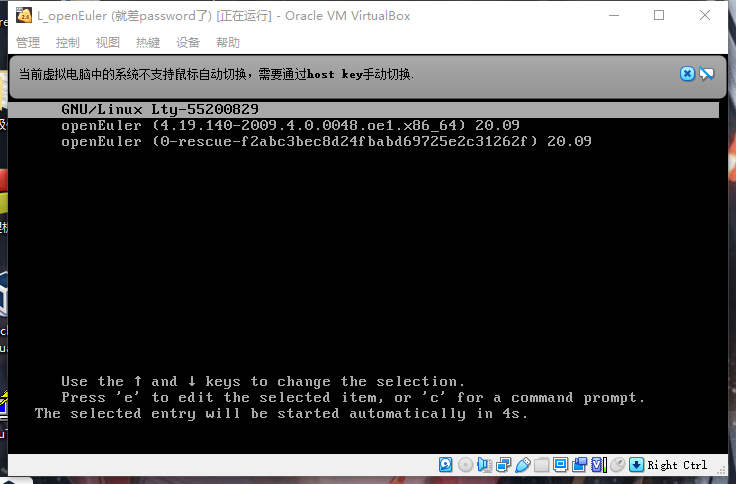 L_openEuler (就差password了) [正在运行] - Oracle VM VirtualBox
管理 控制 视图 热键 设备 帮助
当前虚拟电脑中的系统不支持鼠标自动切换，需要通过host key手动切换.
GNU/Linux Lty-55200829
openEuler (4.19.140-2009.4.0.0048.oe1.x86_64) 20.09
openEuler (0-rescue-f2abc3bec8d24fbabd69725e2c31262f) 20.09
Use the ↑ and ↓ keys to change the selection.
Press 'e' to edit the selected item, or 'c' for a command prompt.
The selected entry will be started automatically in 4s.
Right Ctrl